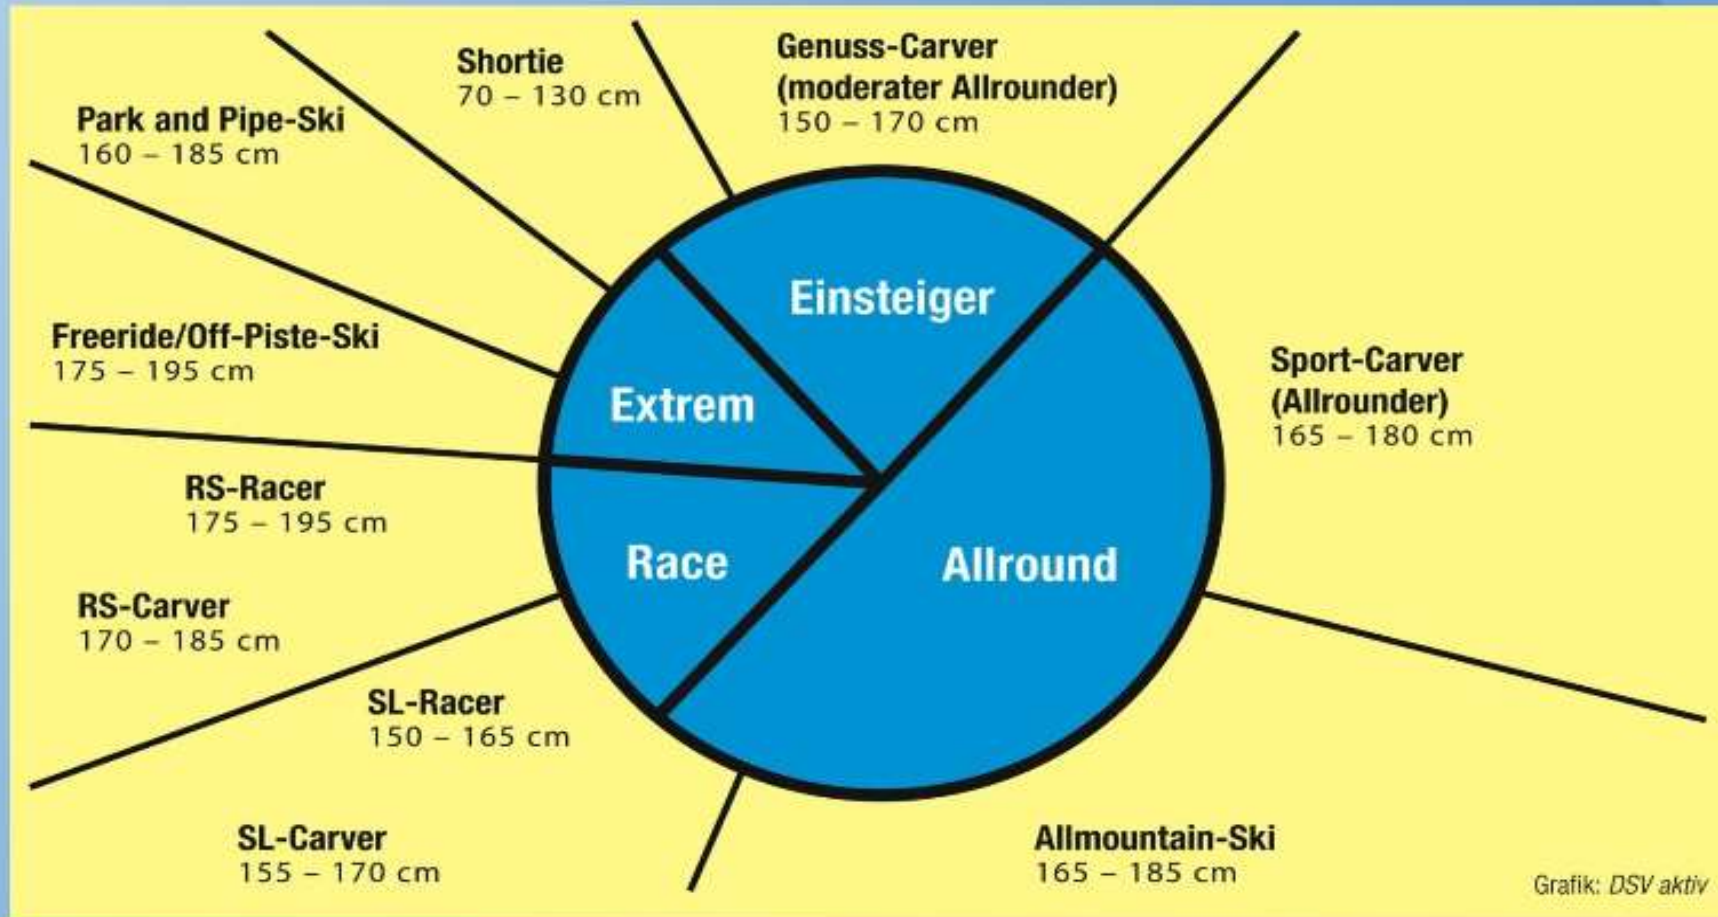 Shortie
70 – 130 cm
Genuss-Carver
(moderater Allrounder)
150 – 170 cm
Park and Pipe-Ski
160 – 185 cm
Freeride/Off-Piste-Ski
175 – 195 cm
Einsteiger
Extrem
Sport-Carver
(Allrounder)
165 – 180 cm
RS-Racer
175 – 195 cm
Race
Allround
RS-Carver
170 – 185 cm
SL-Racer
150 – 165 cm
SL-Carver
155 – 170 cm
Allmountain-Ski
165 – 185 cm
Grafik: DSV aktiv